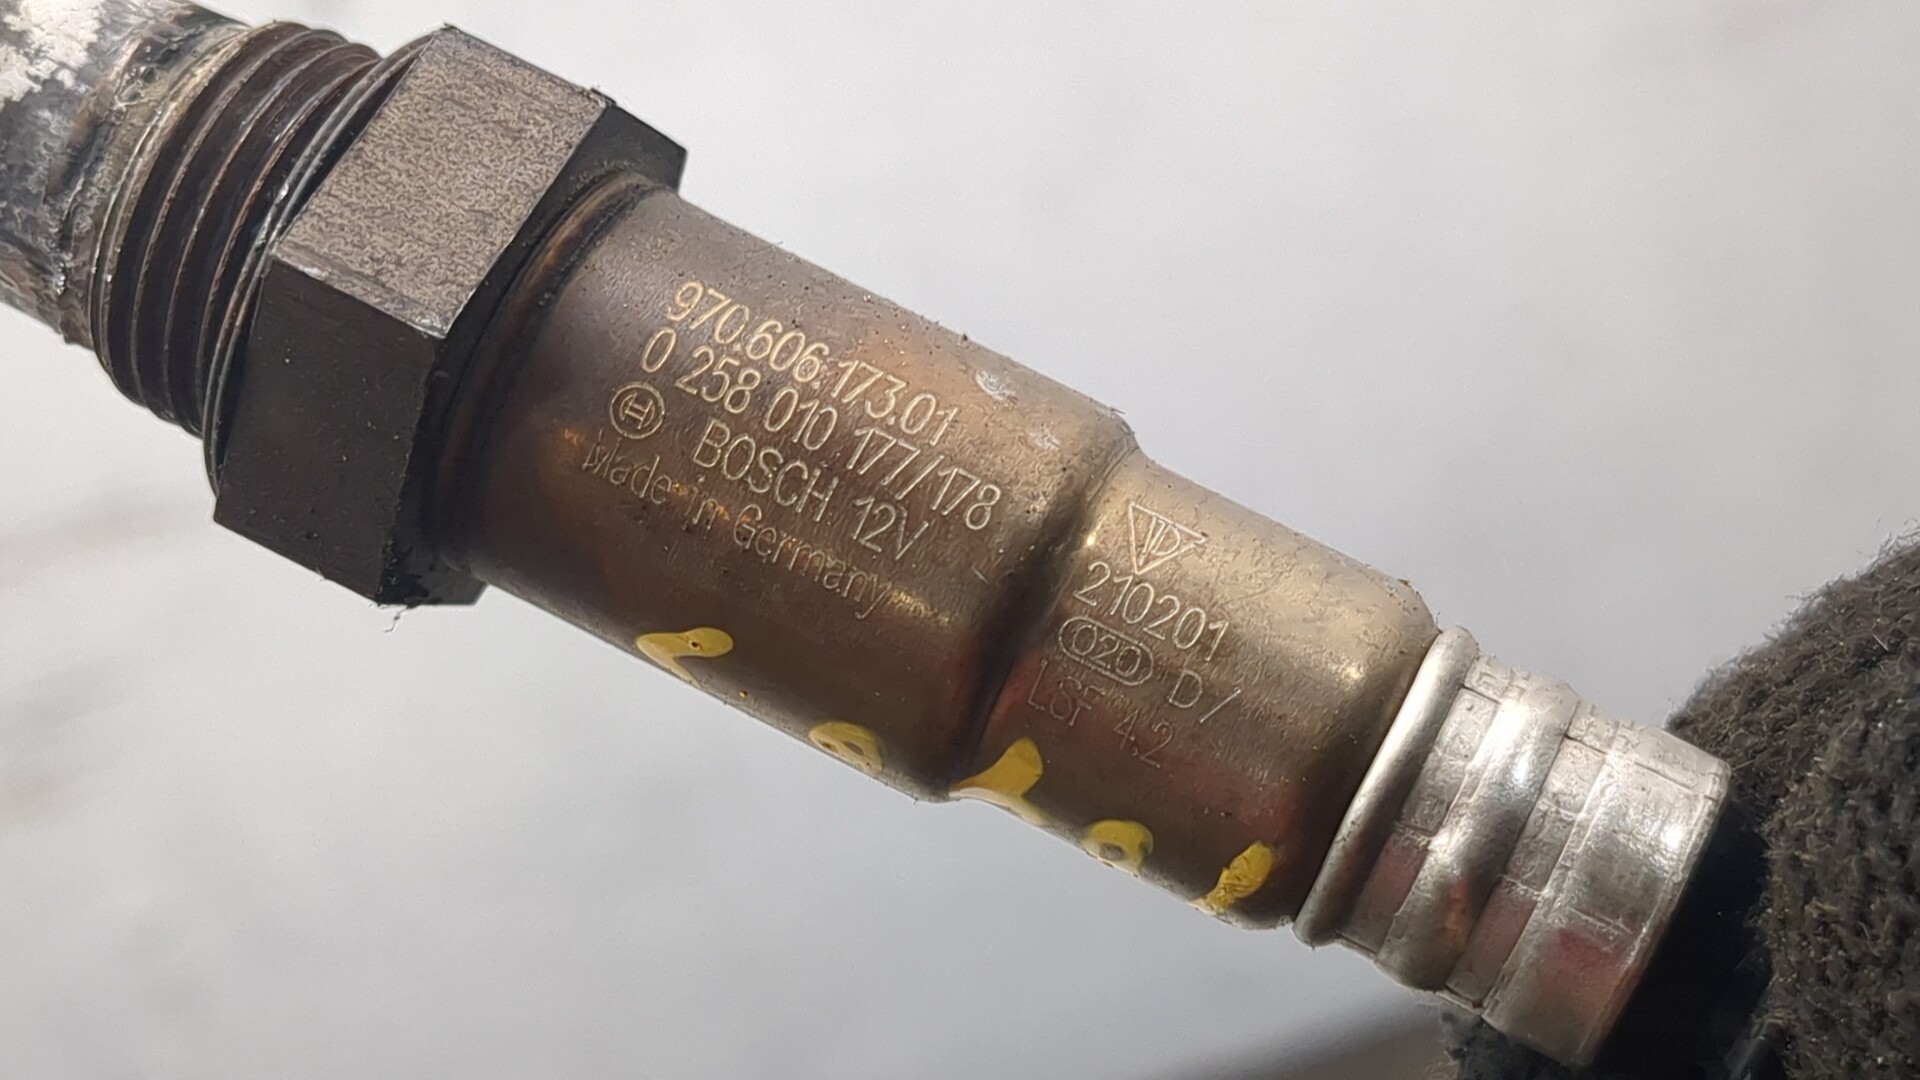 970.606.173.01
0 258 010 177/178
BOSCH 12V
Made in Germany
210201
020 D7
LSF 4.2